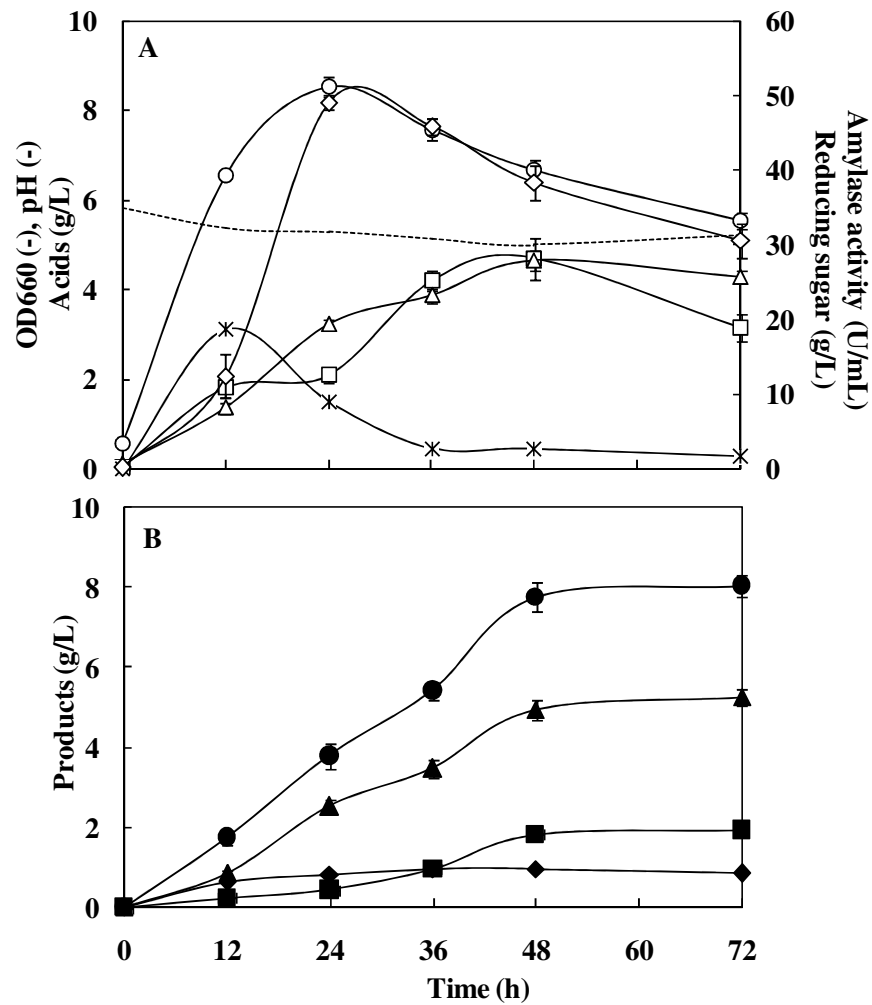 A
10
8
6
4
2
0
OD660 (-), pH (-)
Acids (g/L)
60
50
40
30
20
10
0
Amylase activity (U/mL)
Reducing sugar (g/L)
B
10
8
6
4
2
0
Products (g/L)
0 12 24 36 48 60 72
Time (h)